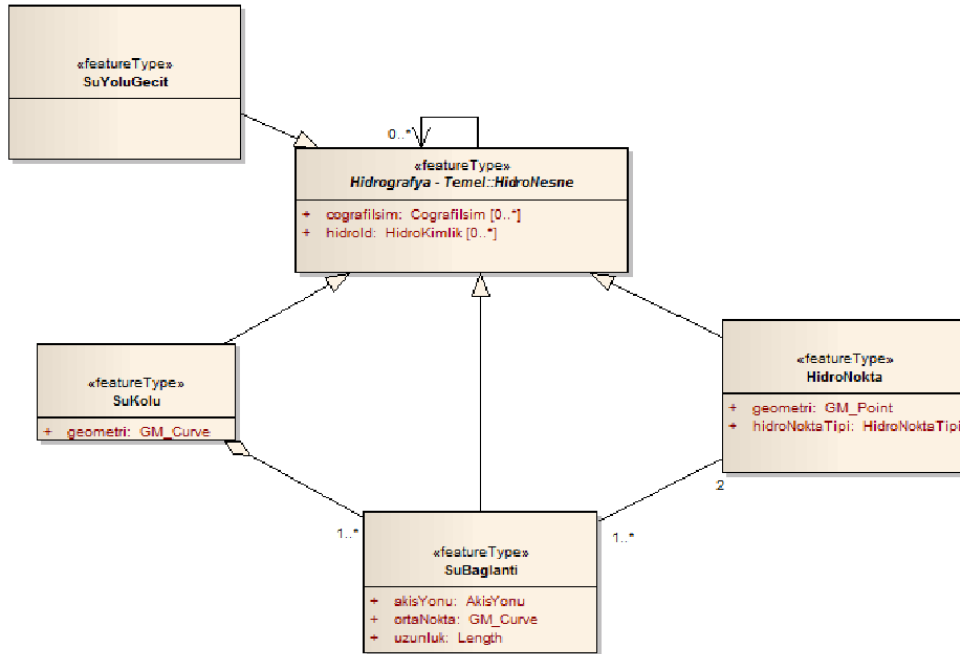 «featureType»
SuYoluGecit
0..*
«featureType»
Hidrografya - Temel::HidroNesne
+ cografiIsim: CografiIsim [0..*]
+ hidroId: HidroKimlik [0..*]
«featureType»
SuKolu
+ geometri: GM_Curve
«featureType»
HidroNokta
+ geometri: GM_Point
+ hidroNoktaTipi: HidroNoktaTipi
2
1..*
1..*
«featureType»
SuBaglanti
+ akisYonu: AkisYonu
+ ortaNokta: GM_Curve
+ uzunluk: Length